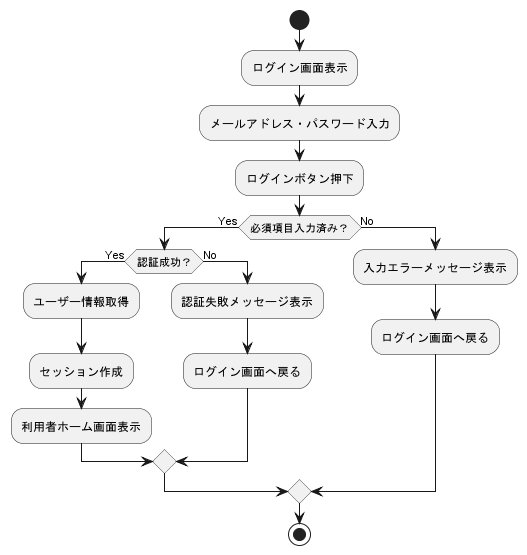 ログイン画面表示
メールアドレス・パスワード入力
ログインボタン押下
必須項目入力済み？
Yes
No
認証成功？
Yes
No
ユーザー情報取得
セッション作成
利用者ホーム画面表示
認証失敗メッセージ表示
ログイン画面へ戻る
入力エラーメッセージ表示
ログイン画面へ戻る